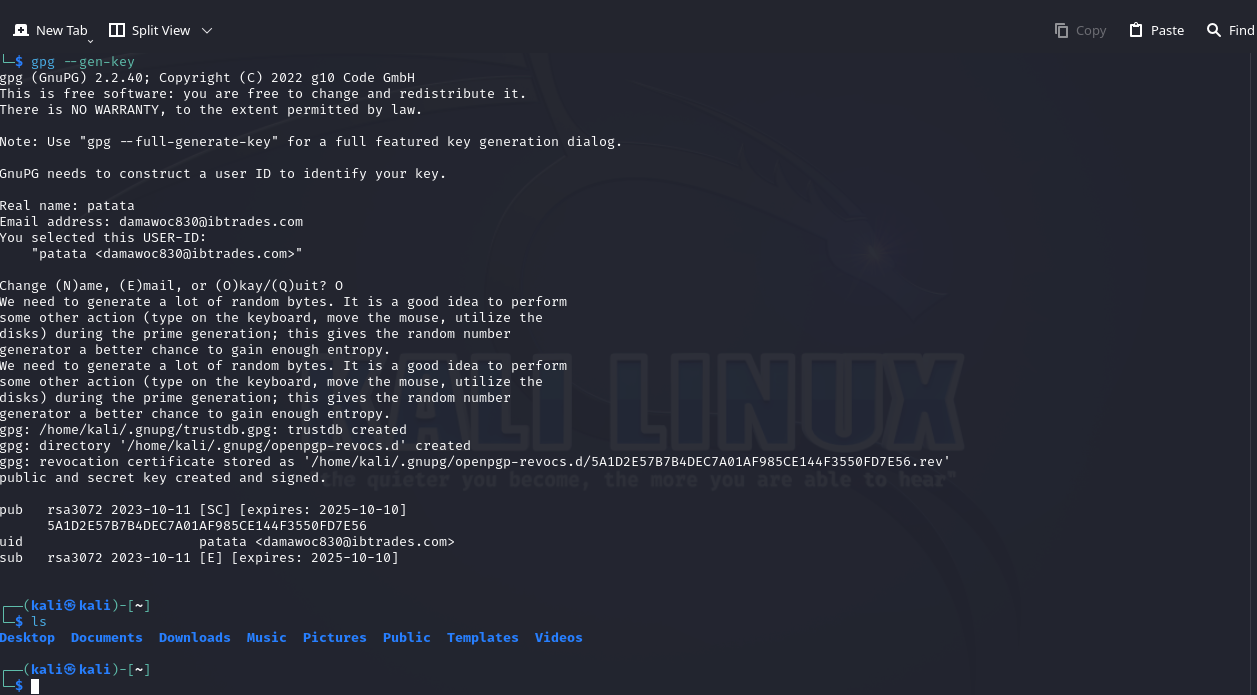 New Tab Split View Copy Paste Find
└─$ gpg --gen-key
gpg (GnuPG) 2.2.40; Copyright (C) 2022 g10 Code GmbH
This is free software: you are free to change and redistribute it.
There is NO WARRANTY, to the extent permitted by law.
Note: Use "gpg --full-generate-key" for a full featured key generation dialog.
GnuPG needs to construct a user ID to identify your key.
Real name: patata
Email address: damawoc830@ibtrades.com
You selected this USER-ID:
    "patata <damawoc830@ibtrades.com>"
Change (N)ame, (E)mail, or (O)kay/(Q)uit? O
We need to generate a lot of random bytes. It is a good idea to perform
some other action (type on the keyboard, move the mouse, utilize the
disks) during the prime generation; this gives the random number
generator a better chance to gain enough entropy.
We need to generate a lot of random bytes. It is a good idea to perform
some other action (type on the keyboard, move the mouse, utilize the
disks) during the prime generation; this gives the random number
generator a better chance to gain enough entropy.
KALI LINUX
gpg: /home/kali/.gnupg/trustdb.gpg: trustdb created
gpg: directory '/home/kali/.gnupg/openpgp-revocs.d' created
gpg: revocation certificate stored as '/home/kali/.gnupg/openpgp-revocs.d/5A1D2E57B7B4DEC7A01AF985CE144F3550FD7E56.rev'
public and secret key created and signed.
"the quieter you become, the more you are able to hear"
pub   rsa3072 2023-10-11 [SC] [expires: 2025-10-10]
      5A1D2E57B7B4DEC7A01AF985CE144F3550FD7E56
uid                      patata <damawoc830@ibtrades.com>
sub   rsa3072 2023-10-11 [E] [expires: 2025-10-10]
┌──(kali㉿kali)-[~]
└─$ ls
Desktop  Documents  Downloads  Music  Pictures  Public  Templates  Videos
┌──(kali㉿kali)-[~]
└─$